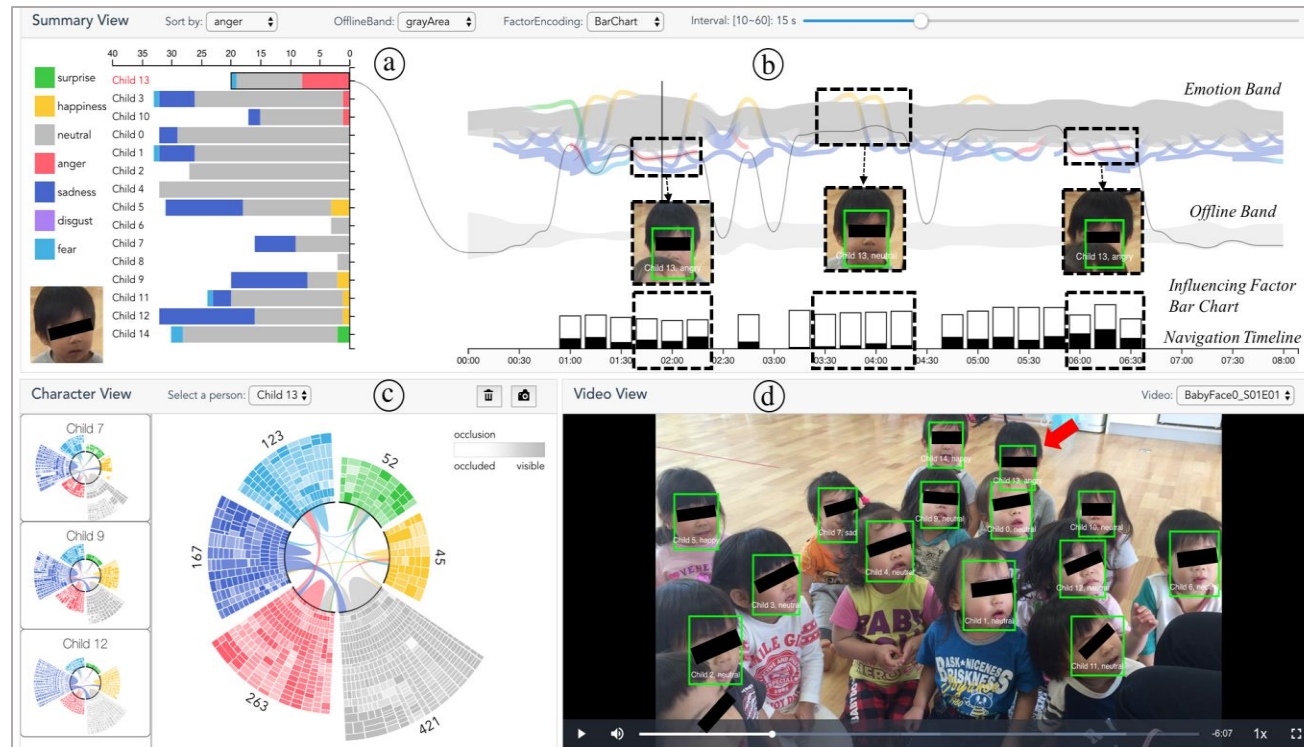 Summary View
Sort by: anger
OfflineBand: grayArea
FactorEncoding: BarChart
Interval: [10~60]: 15 s
40 35 30 25 20 15 10 5 0
a
b
surprise
happiness
neutral
anger
sadness
disgust
fear
Child 13
Child 3
Child 10
Child 0
Child 1
Child 2
Child 4
Child 5
Child 6
Child 7
Child 8
Child 9
Child 11
Child 12
Child 14
Emotion Band
Offline Band
Child 13, angry
Child 13, neutral
Child 13, angry
Influencing Factor
Bar Chart
Navigation Timeline
00:00 00:30 01:00 01:30 02:00 02:30 03:00 03:30 04:00 04:30 05:00 05:30 06:00 06:30 07:00 07:30 08:00
Character View
Select a person: Child 13
c
Child 7
Child 9
Child 12
occlusion
occluded visible
123
52
45
167
263
421
Video View
d
Video: BabyFace0_S01E01
Child 14, happy
Child 13, angry
Child 5, happy
Child 7, sad
Child 9, neutral
Child 0, neutral
Child 10, neutral
Child 4, neutral
Child 3, neutral
Child 12, neutral
Child 6, neutral
Child 1, neutral
Child 2, neutral
Child 11, neutral
BABY
MILE GI
BASK★NICENESS
BRISKNESS
-6:07
1x